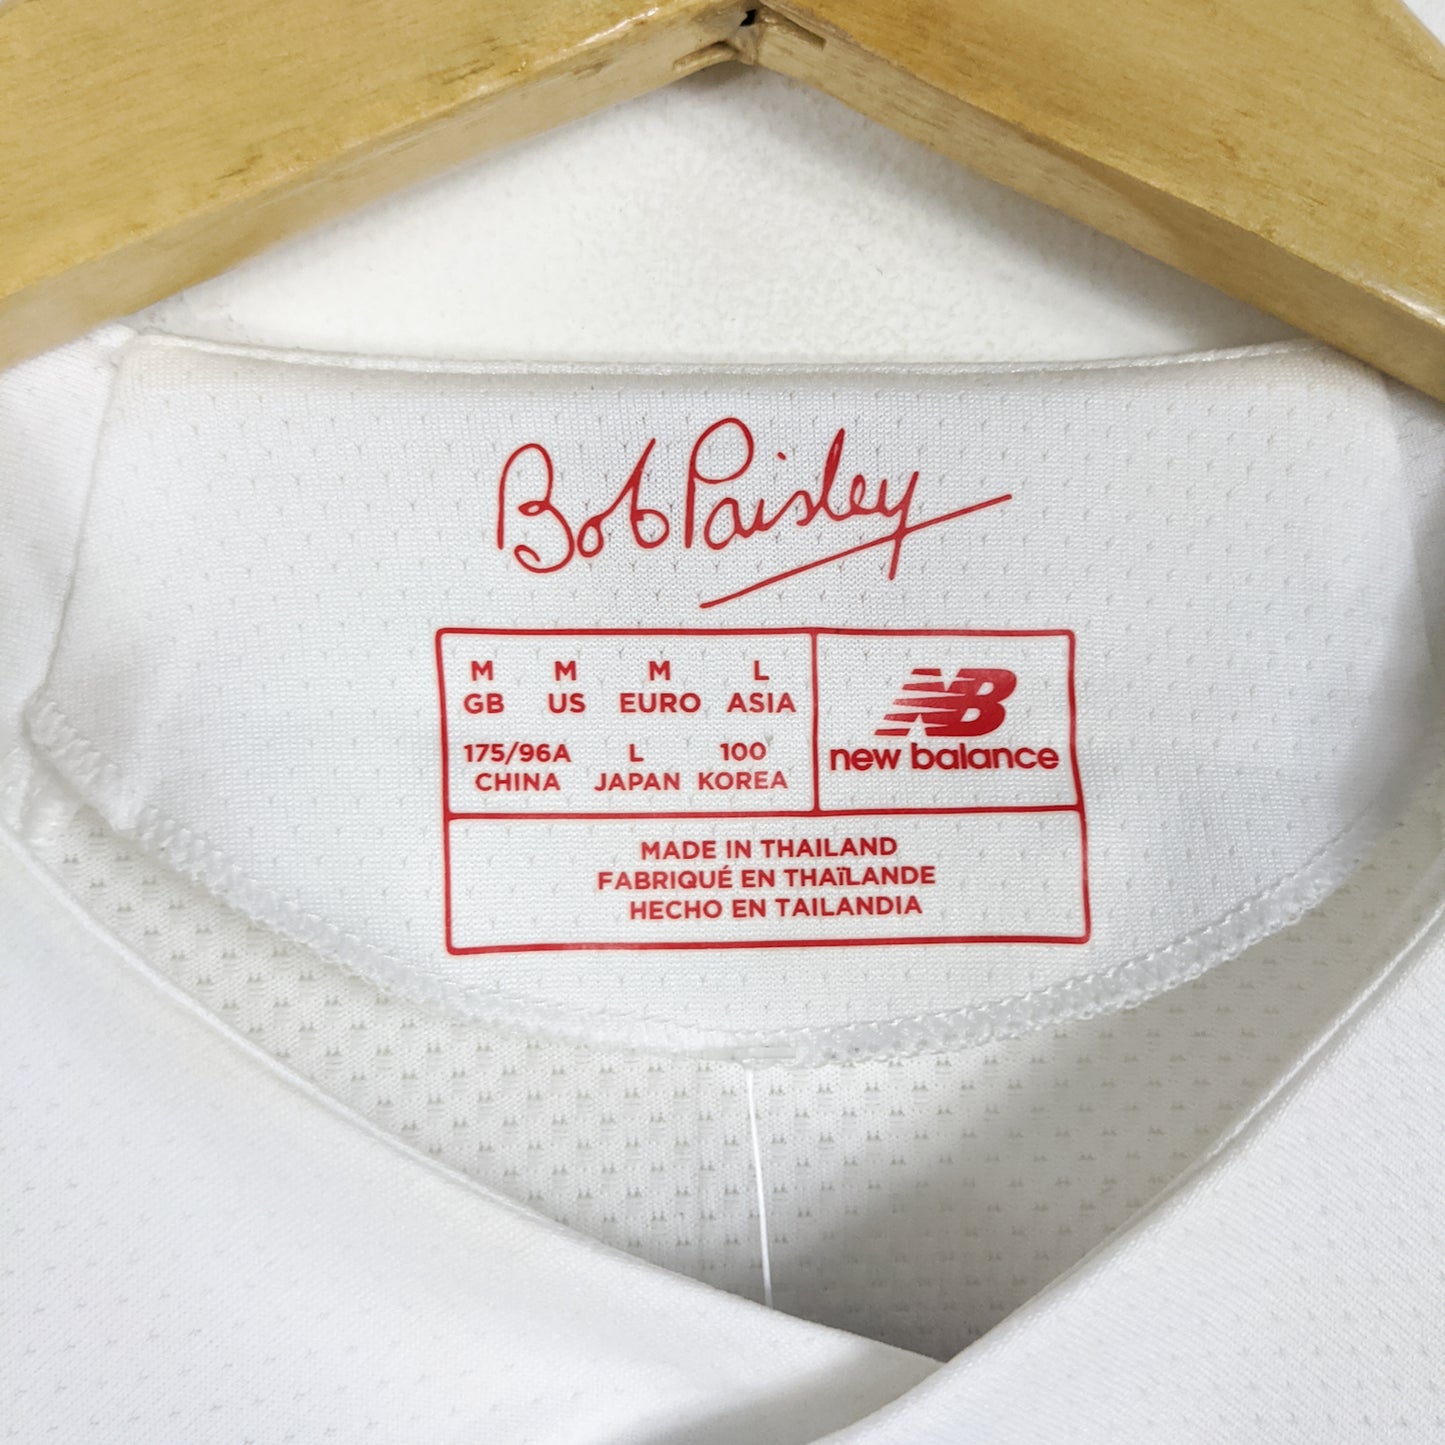 Bob Paisley
M M M L
GB US EURO ASIA
175/96A L 100
CHINA JAPAN KOREA
NB
new balance
MADE IN THAILAND
FABRIQUÉ EN THAÏLANDE
HECHO EN TAILANDIA